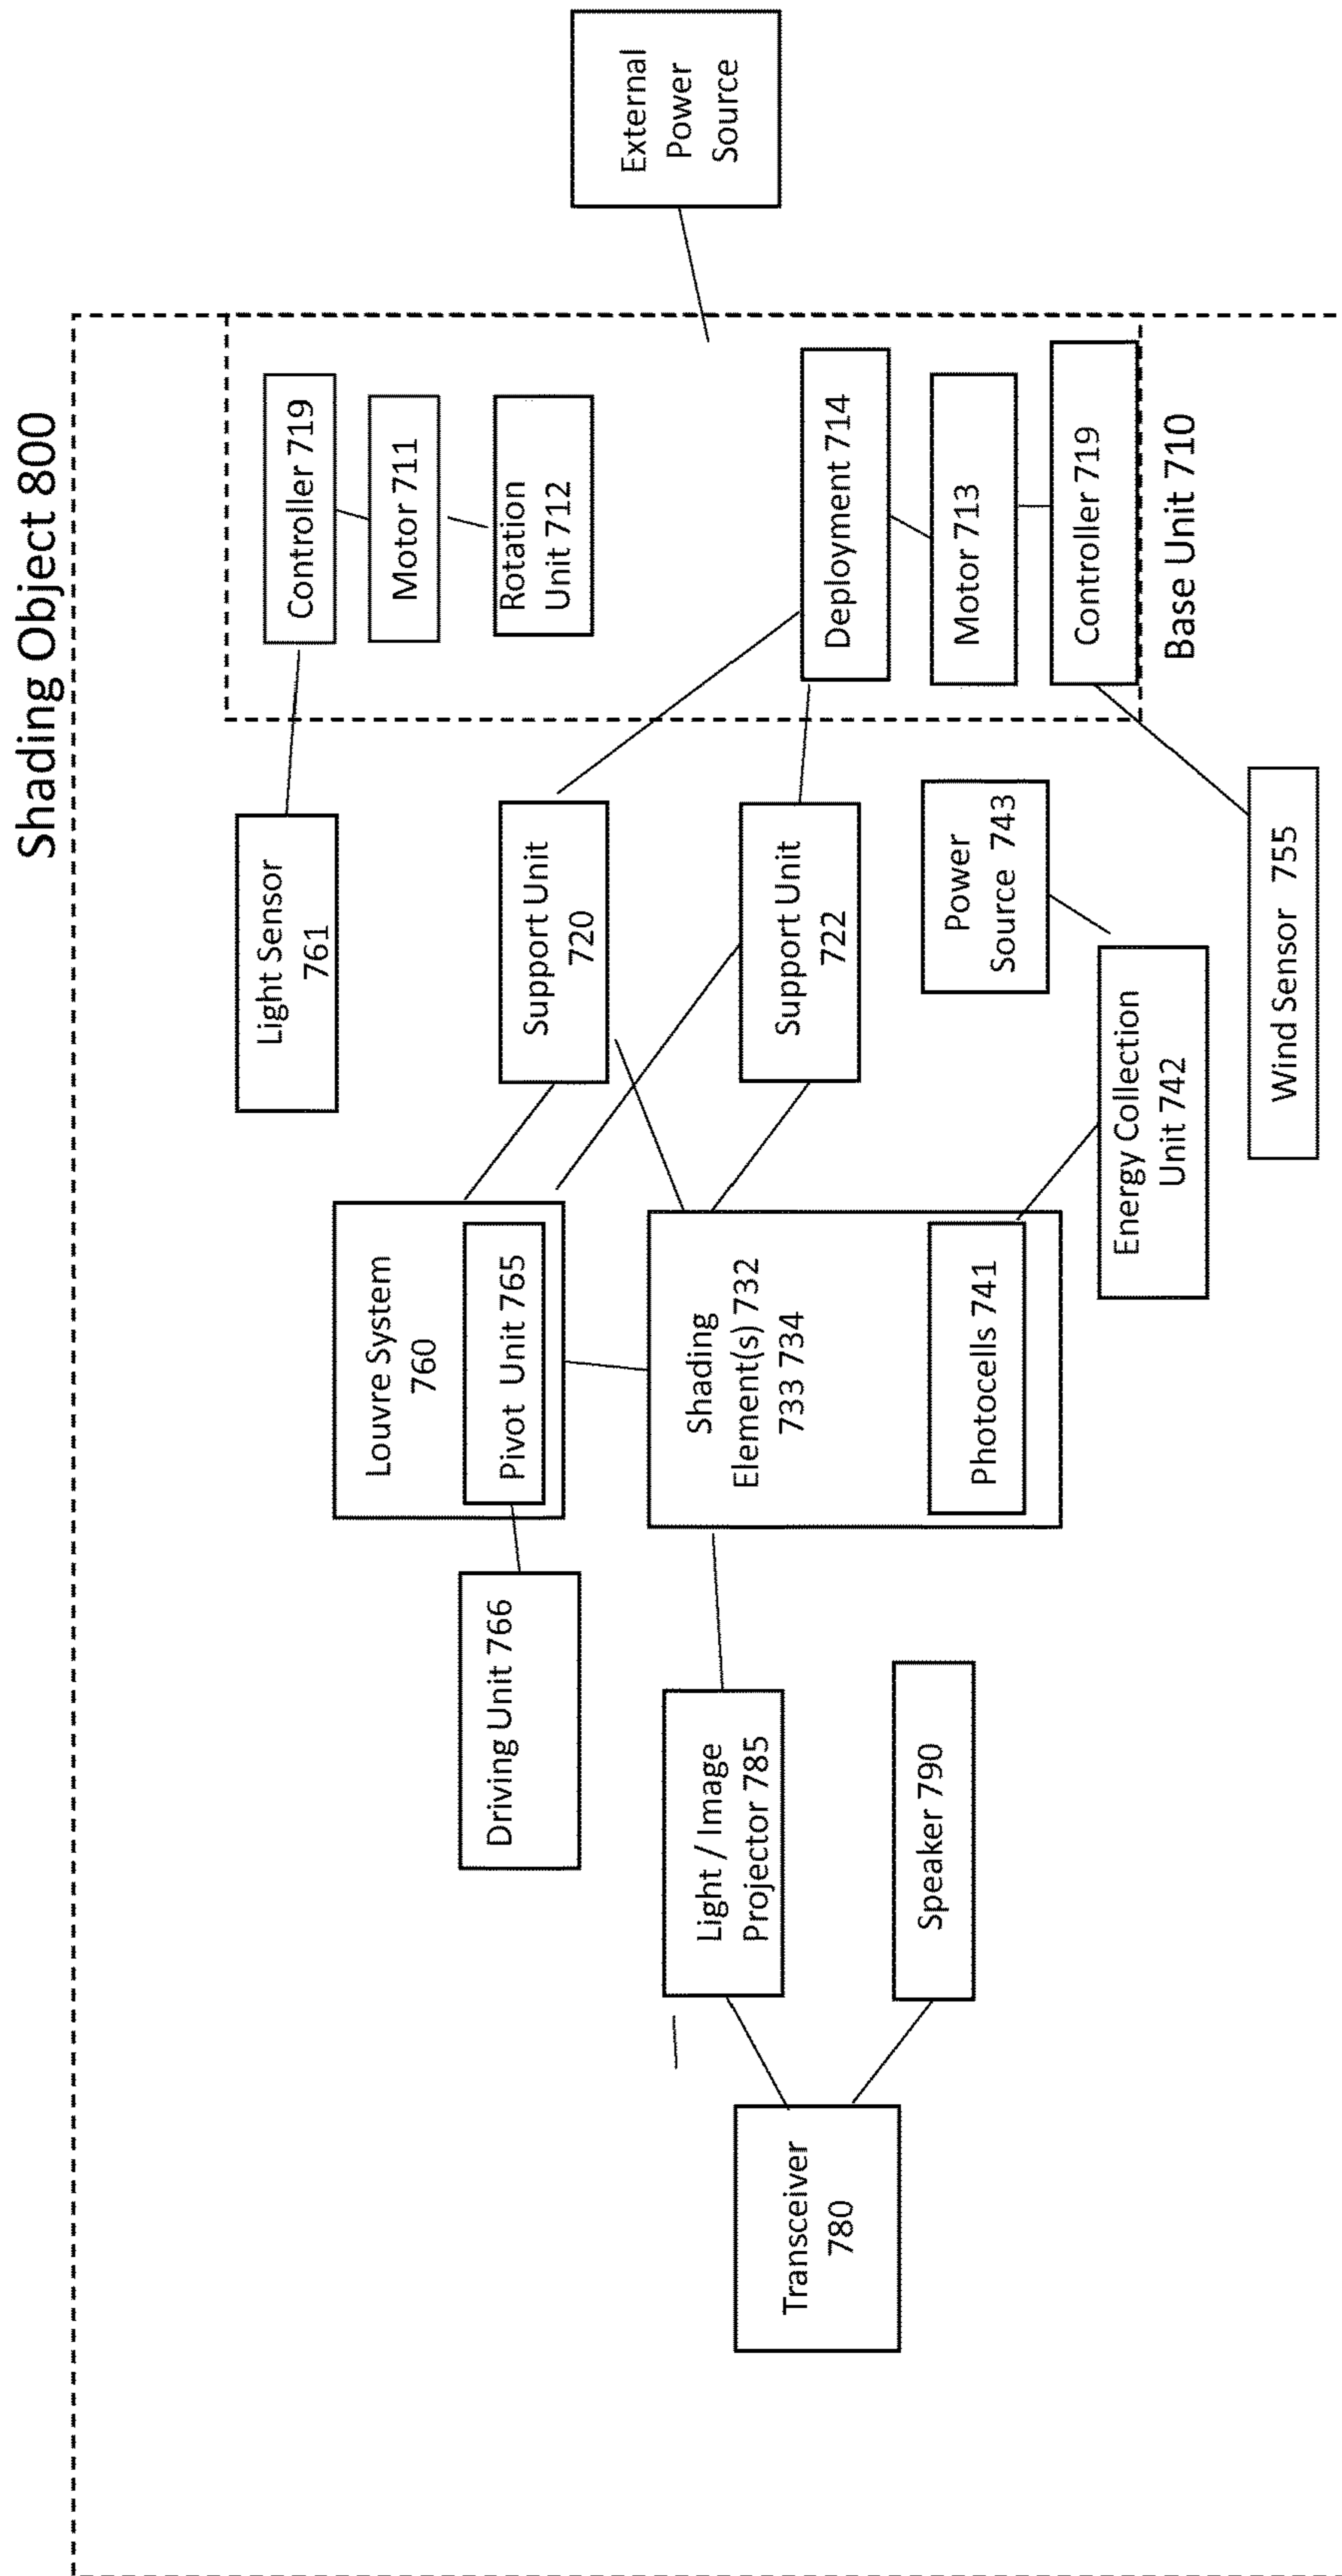 Shading Object 800
External
Power
Source
Controller 719
Motor 711
Rotation
Unit 712
Deployment 714
Motor 713
Controller 719
Base Unit 710
Light Sensor
761
Support Unit
720
Support Unit
722
Power
Source 743
Energy Collection
Unit 742
Wind Sensor 755
Louvre System
760
Pivot Unit 765
Shading
Element(s) 732
733 734
Photocells 741
Driving Unit 766
Light / Image
Projector 785
Speaker 790
Transceiver
780